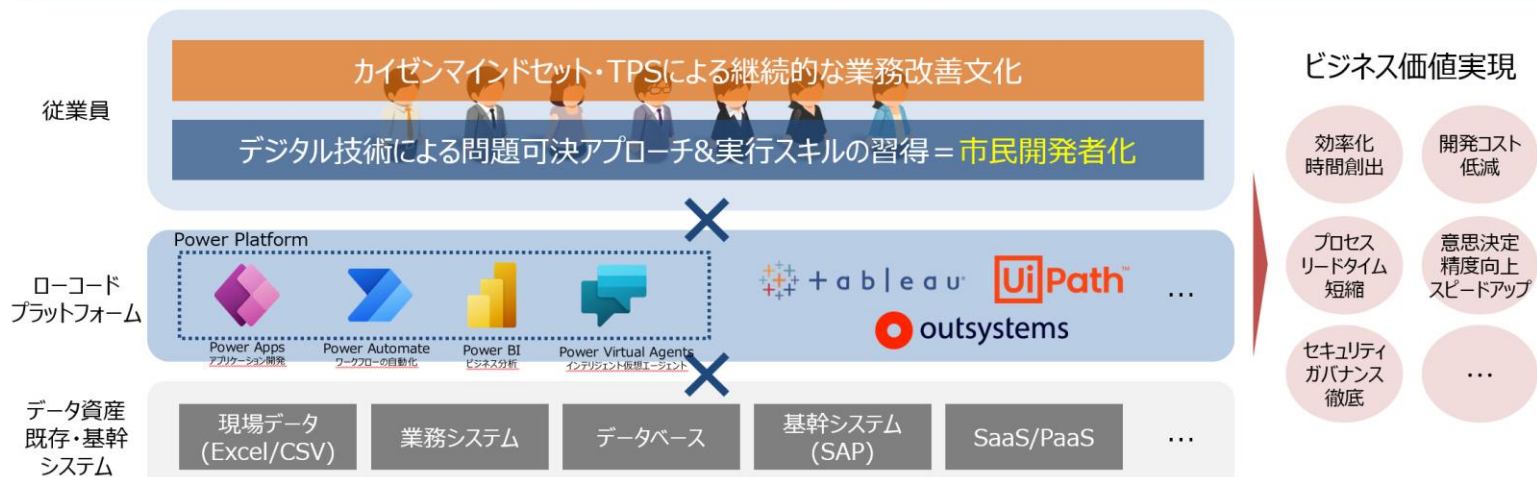 従業員
カイゼンマインドセット・TPSによる継続的な業務改善文化
デジタル技術による問題可決アプローチ&実行スキルの習得＝市民開発者化
ローコード
プラットフォーム
Power Platform
Power Apps
アプリケーション開発
Power Automate
ワークフローの自動化
Power BI
ビジネス分析
Power Virtual Agents
インテリジェント仮想エージェント
+ableau
UiPath™
outsystems
…
データ資産
既存・基幹
システム
現場データ
(Excel/CSV)
業務システム
データベース
基幹システム
(SAP)
SaaS/PaaS
…
ビジネス価値実現
効率化
時間創出
開発コスト
低減
プロセス
リードタイム
短縮
意思決定
精度向上
スピードアップ
セキュリティ
ガバナンス
徹底
…